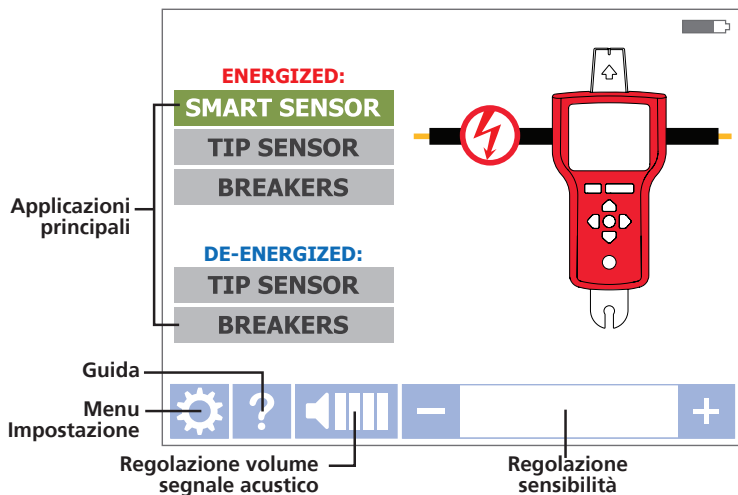 ENERGIZED:
SMART SENSOR
TIP SENSOR
BREAKERS
Applicazioni
principali
DE-ENERGIZED:
TIP SENSOR
BREAKERS
Guida
?
Menu
Impostazione
Regolazione volume
segnale acustico
Regolazione
sensibilità